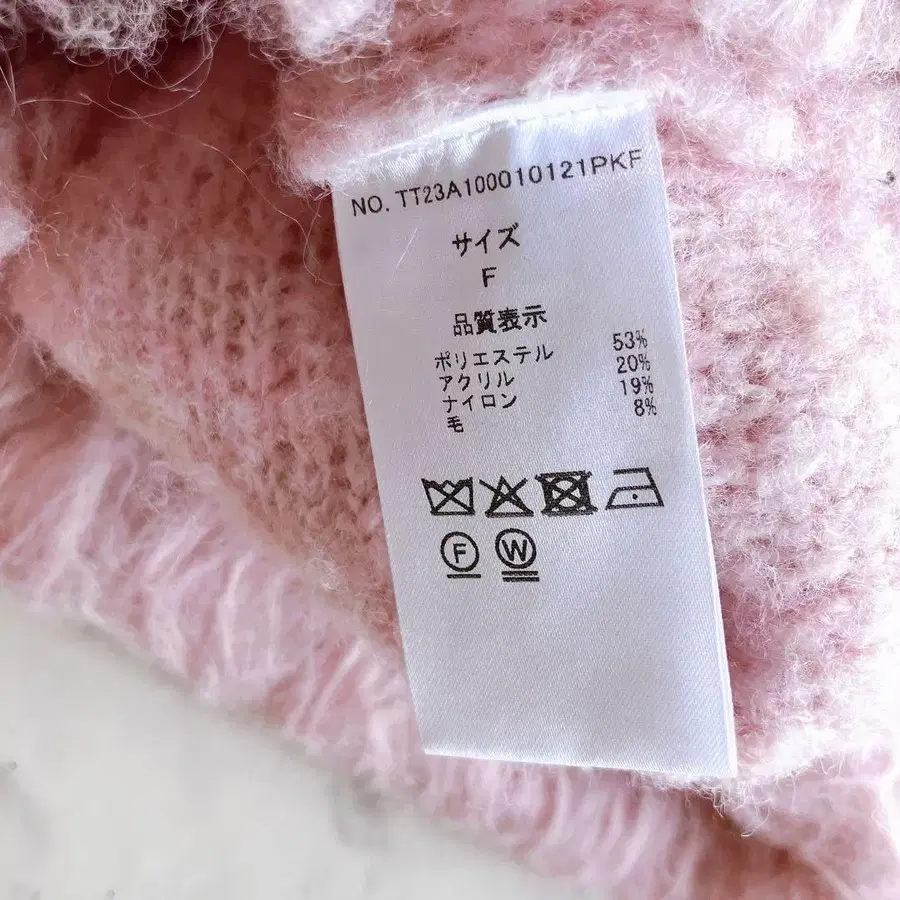 NO. TT23A100010121PKF
サイズ
F
品質表示
ポリエステル 53%
アクリル 20%
ナイロン 19%
毛 8%
F W